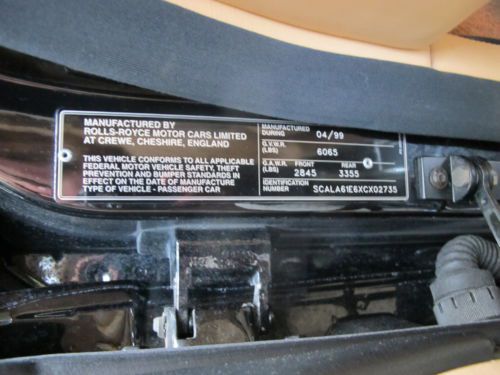 MANUFACTURED BY
ROLLS-ROYCE MOTOR CARS LIMITED
AT CREWE, CHESHIRE, ENGLAND
THIS VEHICLE CONFORMS TO ALL APPLICABLE
FEDERAL MOTOR VEHICLE SAFETY, THEFT
PREVENTION AND BUMPER STANDARDS IN
EFFECT ON THE DATE OF MANUFACTURE
TYPE OF VEHICLE - PASSENGER CAR
MANUFACTURED
DURING 04/99
G.V.W.R.
(LBS) 6065
G.A.W.R. FRONT REAR
(LBS) 2845 3355
IDENTIFICATION
NUMBER SCALA61E6XCX02735